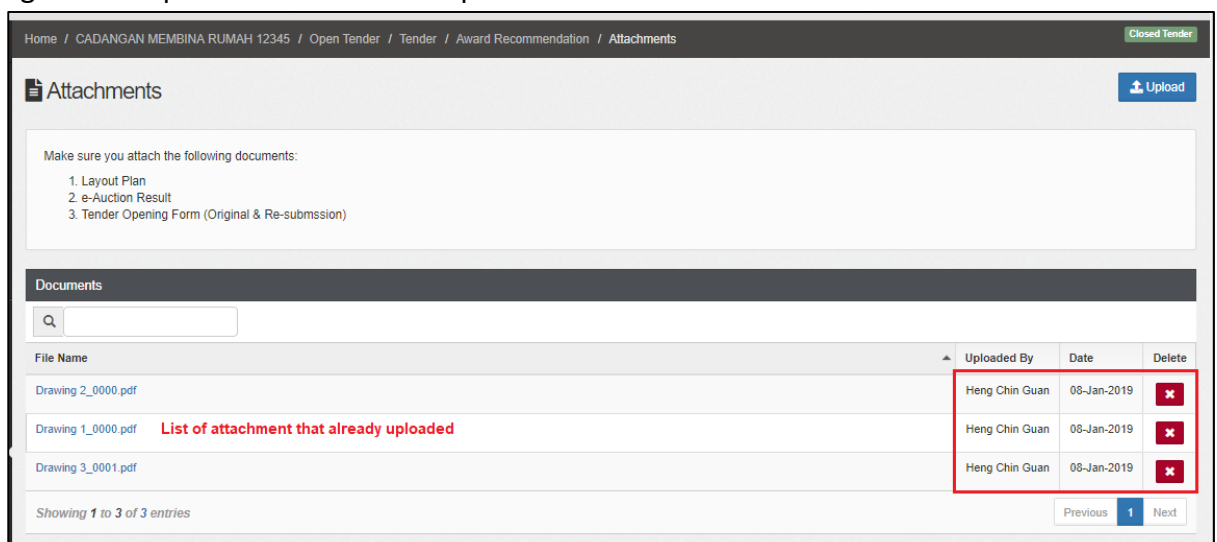 Home / CADANGAN MEMBINA RUMAH 12345 / Open Tender / Tender / Award Recommendation / Attachments Closed Tender
Attachments Upload
Make sure you attach the following documents:
1. Layout Plan
2. e-Auction Result
3. Tender Opening Form (Original & Re-submssion)
Documents
File Name Uploaded By Date Delete
Drawing 2_0000.pdf Heng Chin Guan 08-Jan-2019
Drawing 1_0000.pdf List of attachment that already uploaded Heng Chin Guan 08-Jan-2019
Drawing 3_0001.pdf Heng Chin Guan 08-Jan-2019
Showing 1 to 3 of 3 entries Previous 1 Next